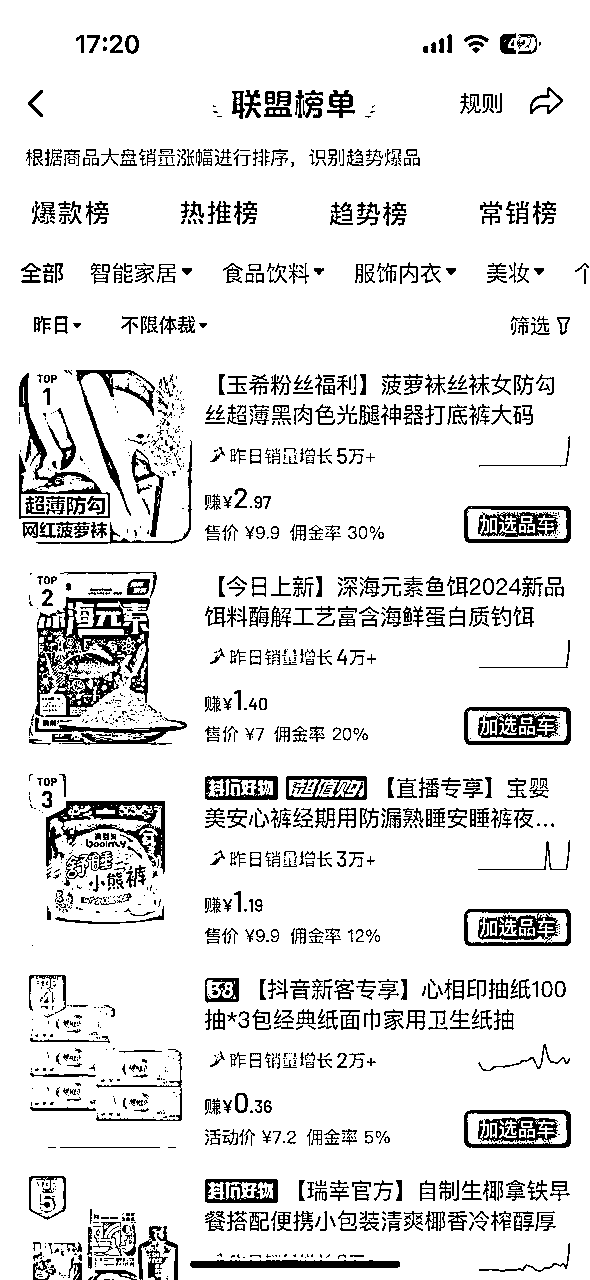 17:20
42
联盟榜单
规则
根据商品大盘销量涨幅进行排序，识别趋势爆品
爆款榜 热推榜 趋势榜 常销榜
全部 智能家居 食品饮料 服饰内衣 美妆 个
昨日 不限体裁 筛选
TOP 1
超薄防勾
网红菠萝袜
【玉希粉丝福利】菠萝袜丝袜女防勾
丝超薄黑肉色光腿神器打底裤大码
昨日销量增长5万+
赚¥2.97
售价 ¥9.9 佣金率 30%
加选品车
TOP 2
海元素
【今日上新】深海元素鱼饵2024新品
饵料酶解工艺富含海鲜蛋白质钓饵
昨日销量增长4万+
赚¥1.40
售价 ¥7 佣金率 20%
加选品车
TOP 3
小熊裤
抖店好物 超值购 【直播专享】宝婴
美安心裤经期用防漏熟睡安睡裤夜...
昨日销量增长3万+
赚¥1.19
售价 ¥9.9 佣金率 12%
加选品车
4
【抖音新客专享】心相印抽纸100
抽*3包经典纸面巾家用卫生纸抽
昨日销量增长2万+
赚¥0.36
活动价 ¥7.2 佣金率 5%
加选品车
5
【瑞幸官方】自制生椰拿铁早
餐搭配便携小包装清爽椰香冷榨醇厚